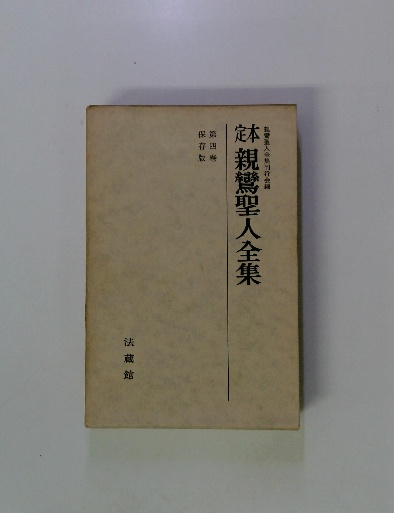 親鸞聖人全集刊行会編
定本 親鸞聖人全集
第四巻
保存版
法藏館